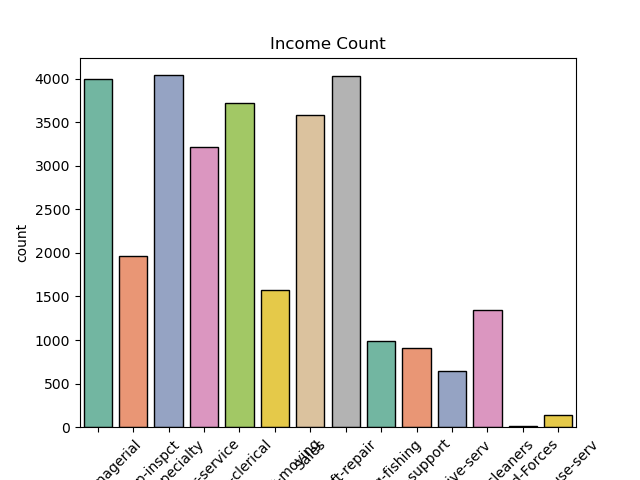 Income Count
4000
3500
3000
2500
2000
1500
1000
500
0
count
nagerial
p-inspct
pecialty
-service
-clerical
-moving
Sales
ft-repair
g-fishing
support
ive-serv
-cleaners
d-Forces
use-serv